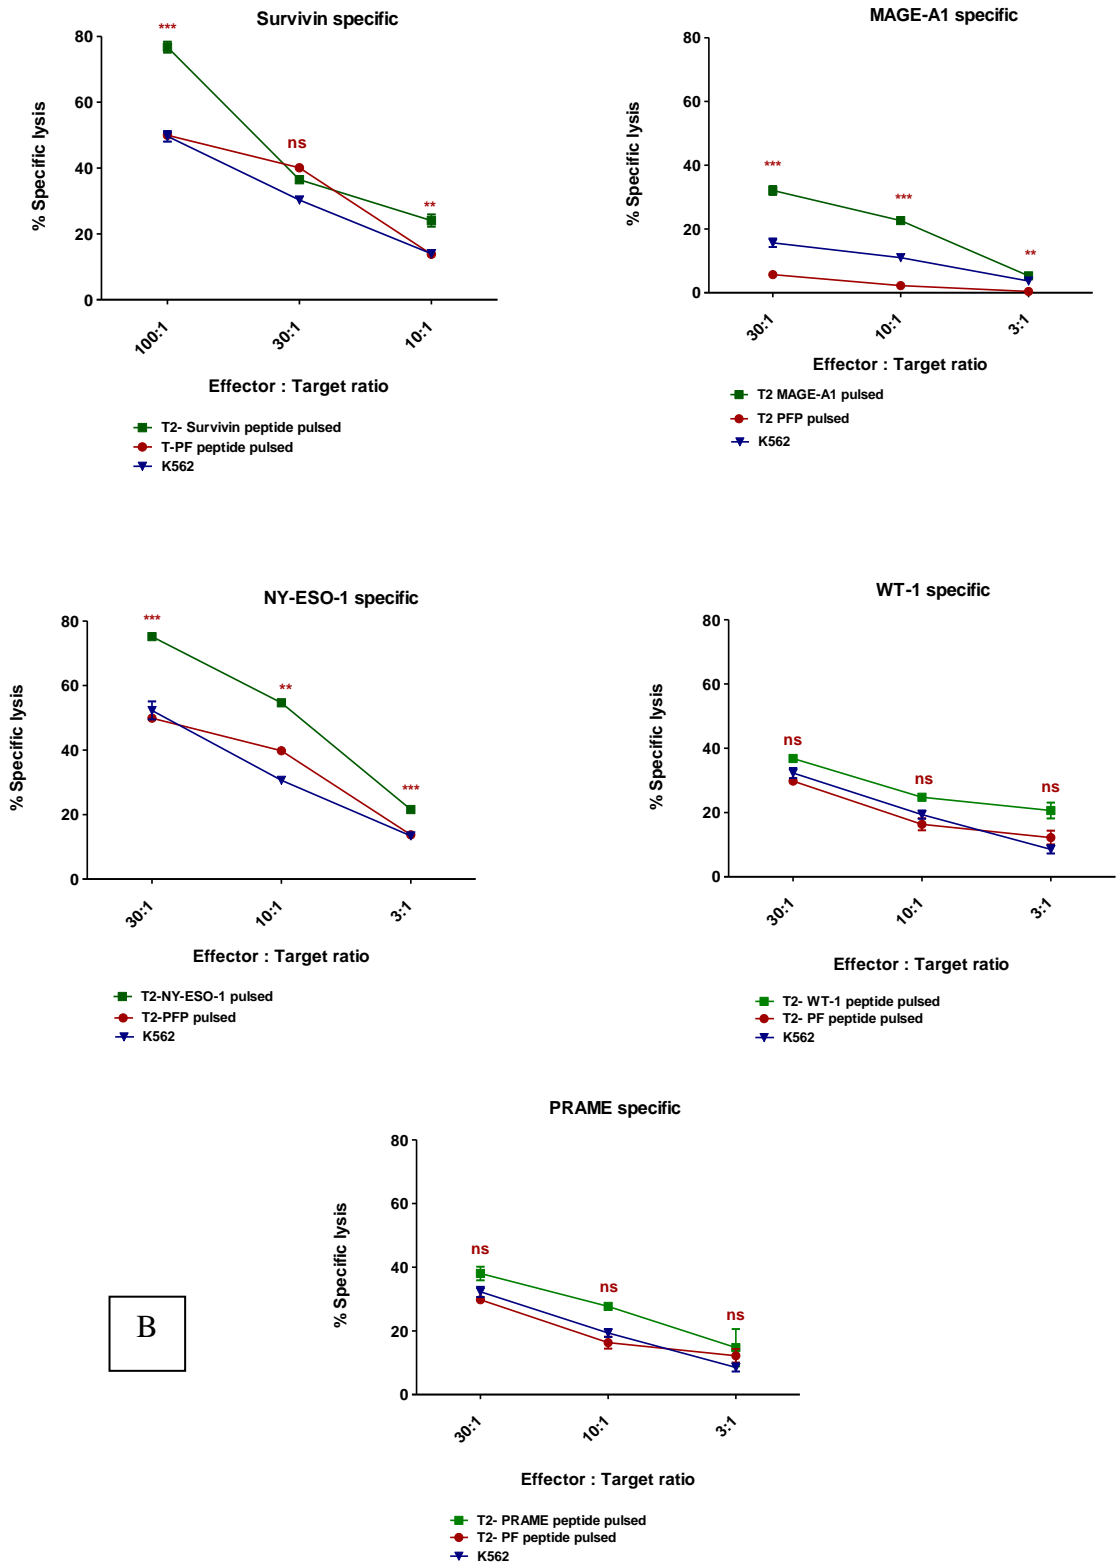 Survivin specific
% Specific lysis
80
60
40
20
0
***
ns
**
100:1
30:1
10:1
Effector : Target ratio
T2- Survivin peptide pulsed
T-PF peptide pulsed
K562
MAGE-A1 specific
% Specific lysis
80
60
40
20
0
***
***
**
30:1
10:1
3:1
Effector : Target ratio
T2 MAGE-A1 pulsed
T2 PFP pulsed
K562
NY-ESO-1 specific
% Specific lysis
80
60
40
20
0
***
**
***
30:1
10:1
3:1
Effector : Target ratio
T2-NY-ESO-1 pulsed
T2-PFP pulsed
K562
WT-1 specific
% Specific lysis
80
60
40
20
0
ns
ns
ns
30:1
10:1
3:1
Effector : Target ratio
T2- WT-1 peptide pulsed
T2- PF peptide pulsed
K562
PRAME specific
% Specific lysis
80
60
40
20
0
ns
ns
ns
30:1
10:1
3:1
Effector : Target ratio
T2- PRAME peptide pulsed
T2- PF peptide pulsed
K562
B